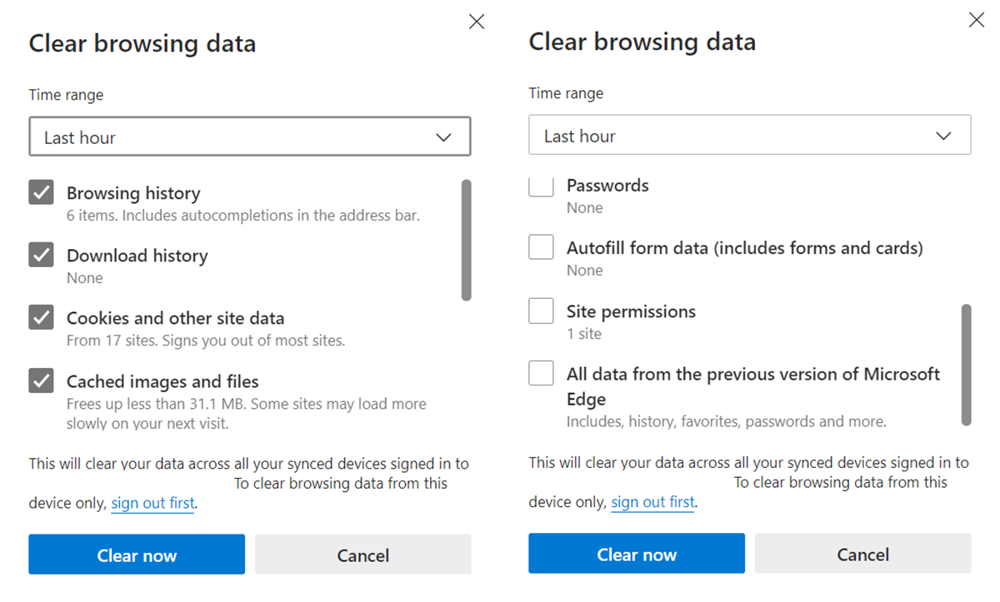 Clear browsing data
Time range
Last hour
Browsing history
6 items. Includes autocompletions in the address bar.
Download history
None
Cookies and other site data
From 17 sites. Signs you out of most sites.
Cached images and files
Frees up less than 31.1 MB. Some sites may load more
slowly on your next visit.
This will clear your data across all your synced devices signed in to
To clear browsing data from this
device only, sign out first.
Clear now
Cancel
Clear browsing data
Time range
Last hour
Passwords
None
Autofill form data (includes forms and cards)
None
Site permissions
1 site
All data from the previous version of Microsoft
Edge
Includes, history, favorites, passwords and more.
This will clear your data across all your synced devices signed in to
To clear browsing data from this
device only, sign out first.
Clear now
Cancel